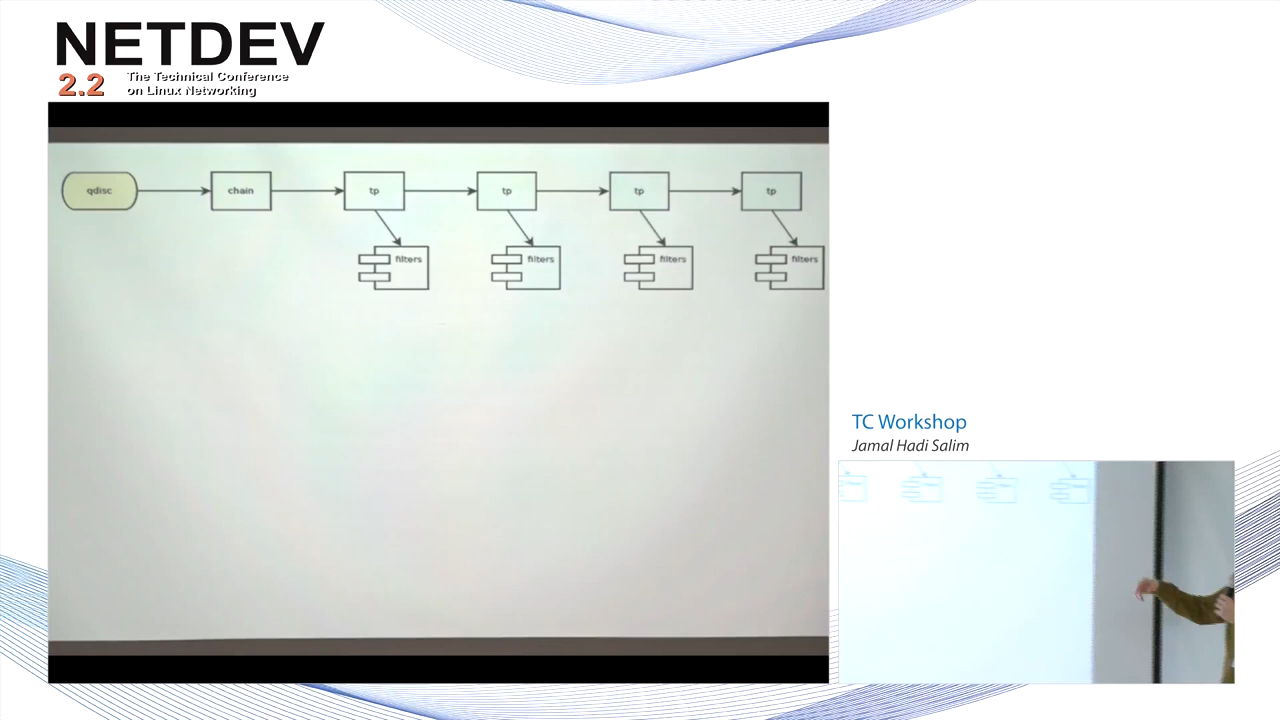 NETDEV
2.2
The Technical Conference
on Linux Networking
qdisc
chain
tp
tp
tp
tp
filters
filters
filters
filters
TC Workshop
Jamal Hadi Salim